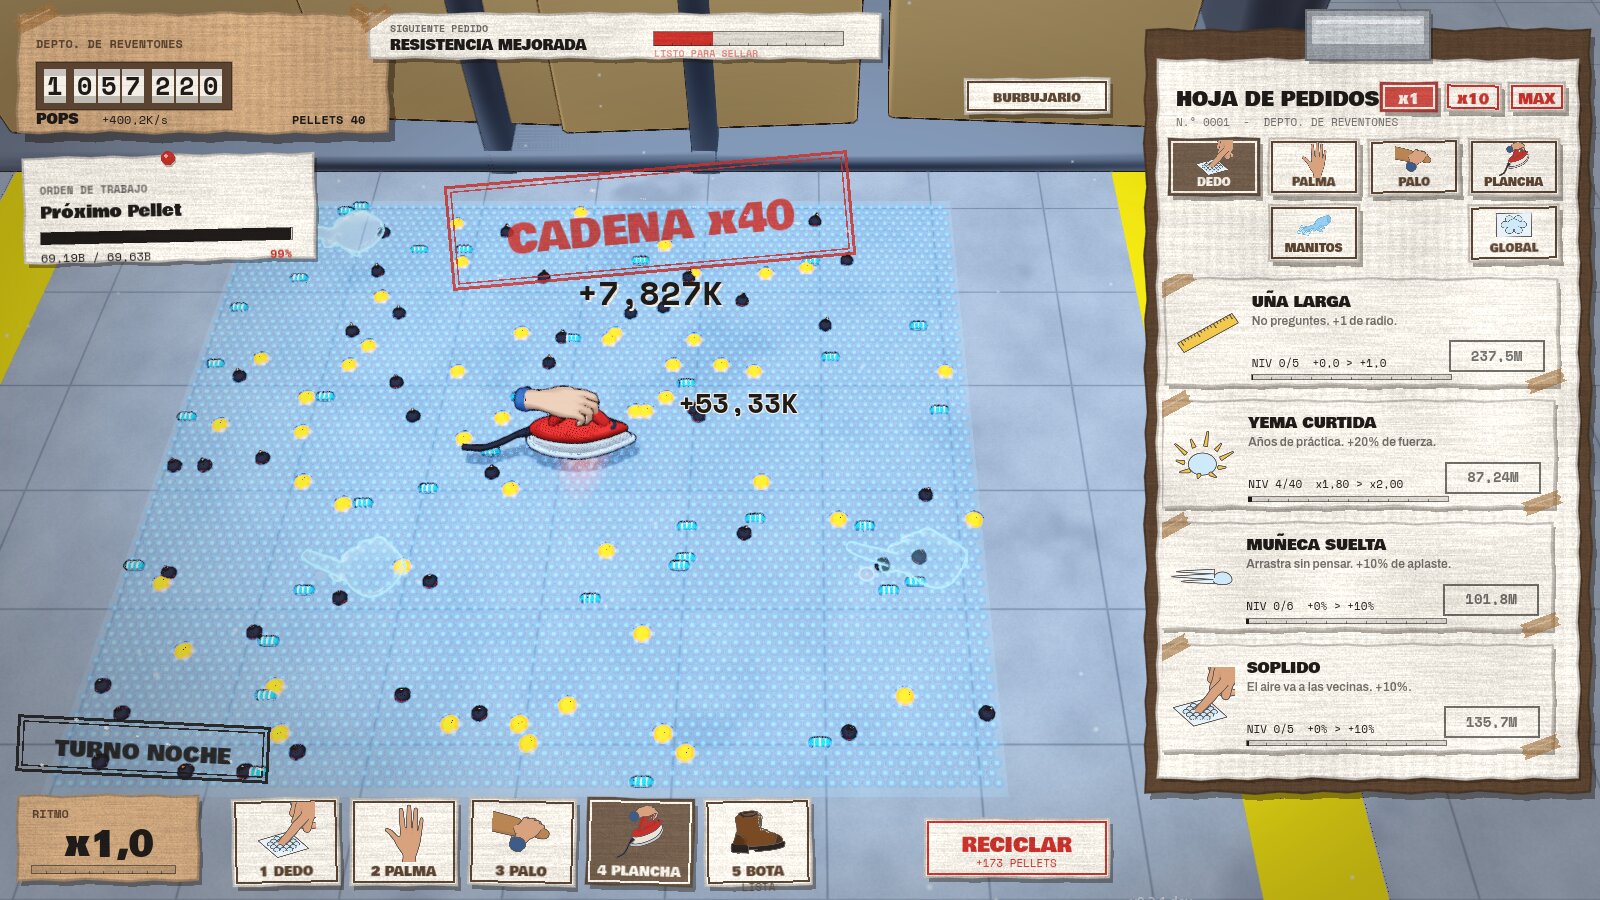 DEPTO. DE REVENTONES
1 057 220
POPS +400,2K/s PELLETS 40
SIGUIENTE PEDIDO
RESISTENCIA MEJORADA
LISTO PARA SELLAR
BURBUJARIO
ORDEN DE TRABAJO
Próximo Pellet
69,19B / 69,63B 99%
CADENA x40
+7,827K
+53,33K
HOJA DE PEDIDOS x1 x10 MAX
N.° 0001 - DEPTO. DE REVENTONES
DEDO PALMA PALO PLANCHA
MANITOS GLOBAL
UÑA LARGA
No preguntes. +1 de radio.
NIV 0/5 +0,0 > +1,0 237,5M
YEMA CURTIDA
Años de práctica. +20% de fuerza.
NIV 4/40 x1,80 > x2,00 87,24M
MUÑECA SUELTA
Arrastra sin pensar. +10% de aplaste.
NIV 0/6 +0% > +10% 101,8M
SOPLIDO
El aire va a las vecinas. +10%.
NIV 0/5 +0% > +10% 135,7M
TURNO NOCHE
RITMO
x1,0
1 DEDO 2 PALMA 3 PALO 4 PLANCHA 5 BOTA
LISTA
RECICLAR
+173 PELLETS